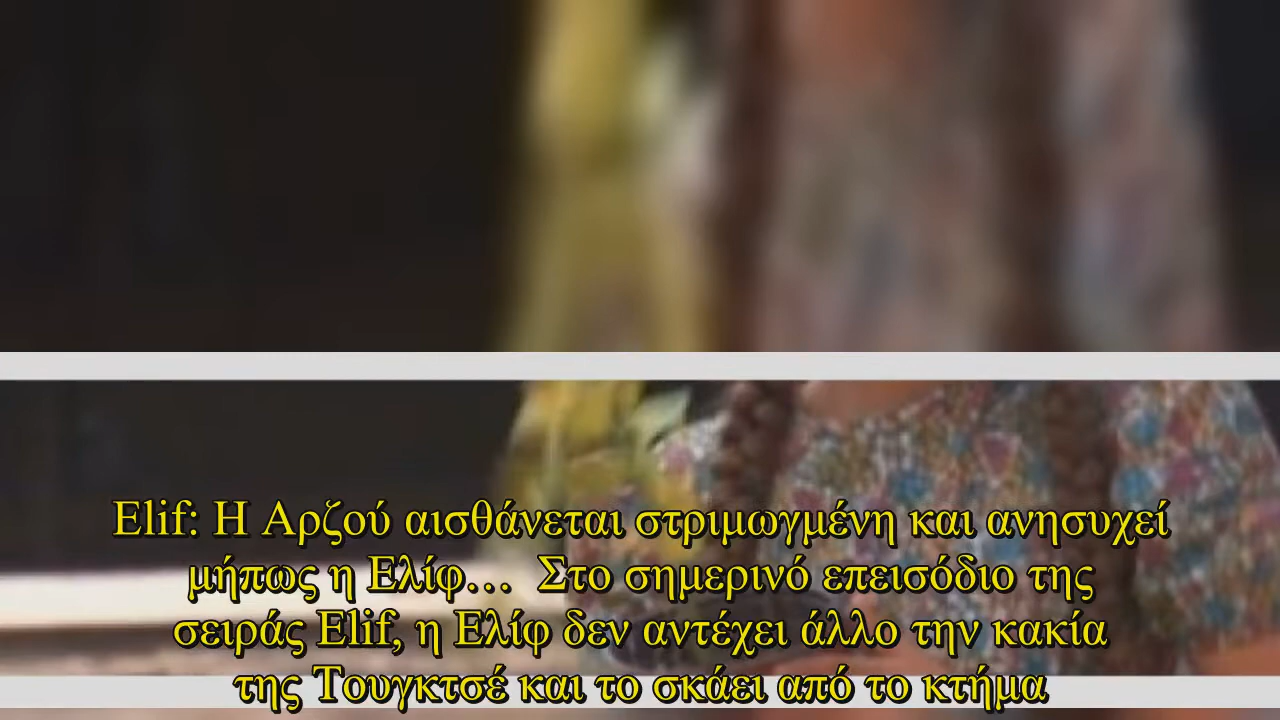 Elif: Η Αρζού αισθάνεται στριμωγμένη και ανησυχεί
μήπως η Ελίφ… Στο σημερινό επεισόδιο της
σειράς Elif, η Ελίφ δεν αντέχει άλλο την κακία
της Τουγκτσέ και το σκάει από το κτήμα